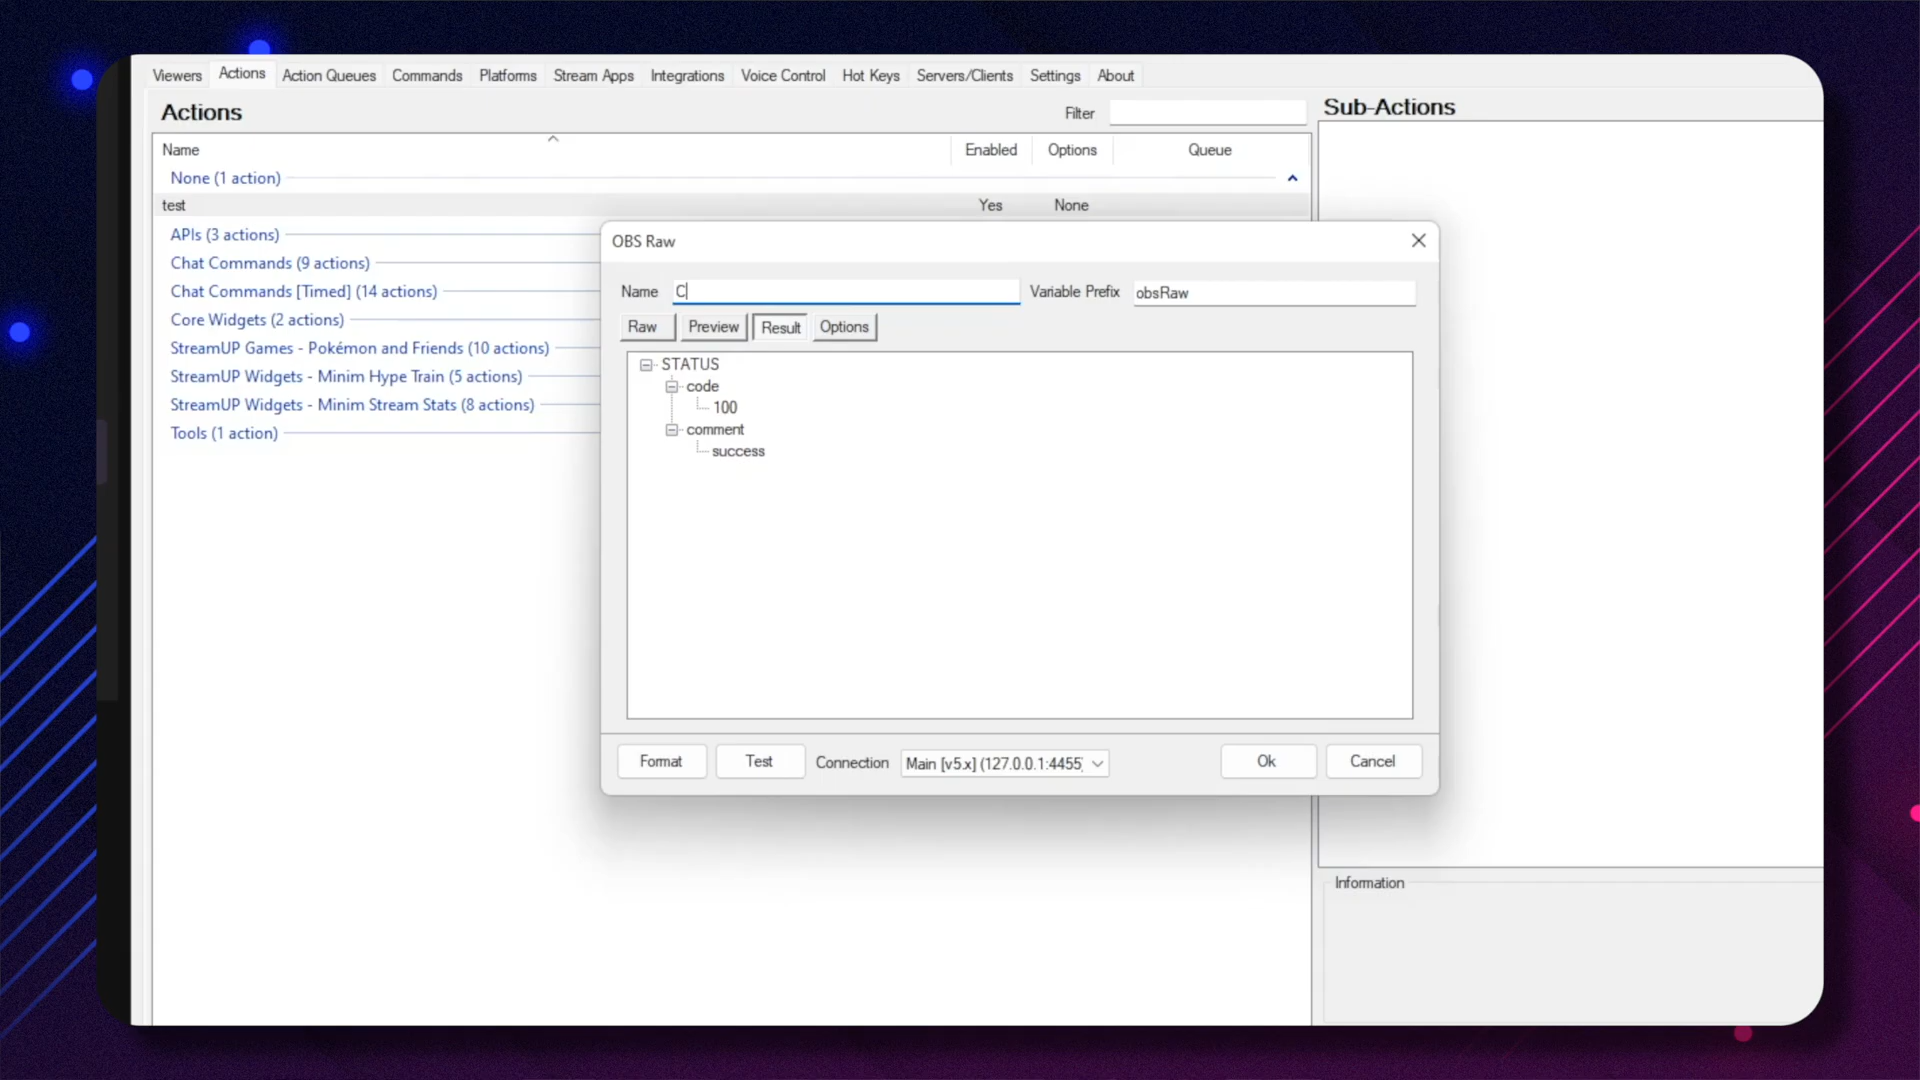 Viewers Actions Action Queues Commands Platforms Stream Apps Integrations Voice Control Hot Keys Servers/Clients Settings About
Actions
Filter
Sub-Actions
Name Enabled Options Queue
None (1 action)
test Yes None
APIs (3 actions)
Chat Commands (9 actions)
Chat Commands [Timed] (14 actions)
Core Widgets (2 actions)
StreamUP Games - Pokémon and Friends (10 actions)
StreamUP Widgets - Minim Hype Train (5 actions)
StreamUP Widgets - Minim Stream Stats (8 actions)
Tools (1 action)
OBS Raw
Name C Variable Prefix obsRaw
Raw Preview Result Options
STATUS
code
100
comment
success
Format Test Connection Main [v5.x] (127.0.0.1:4455) Ok Cancel
Information